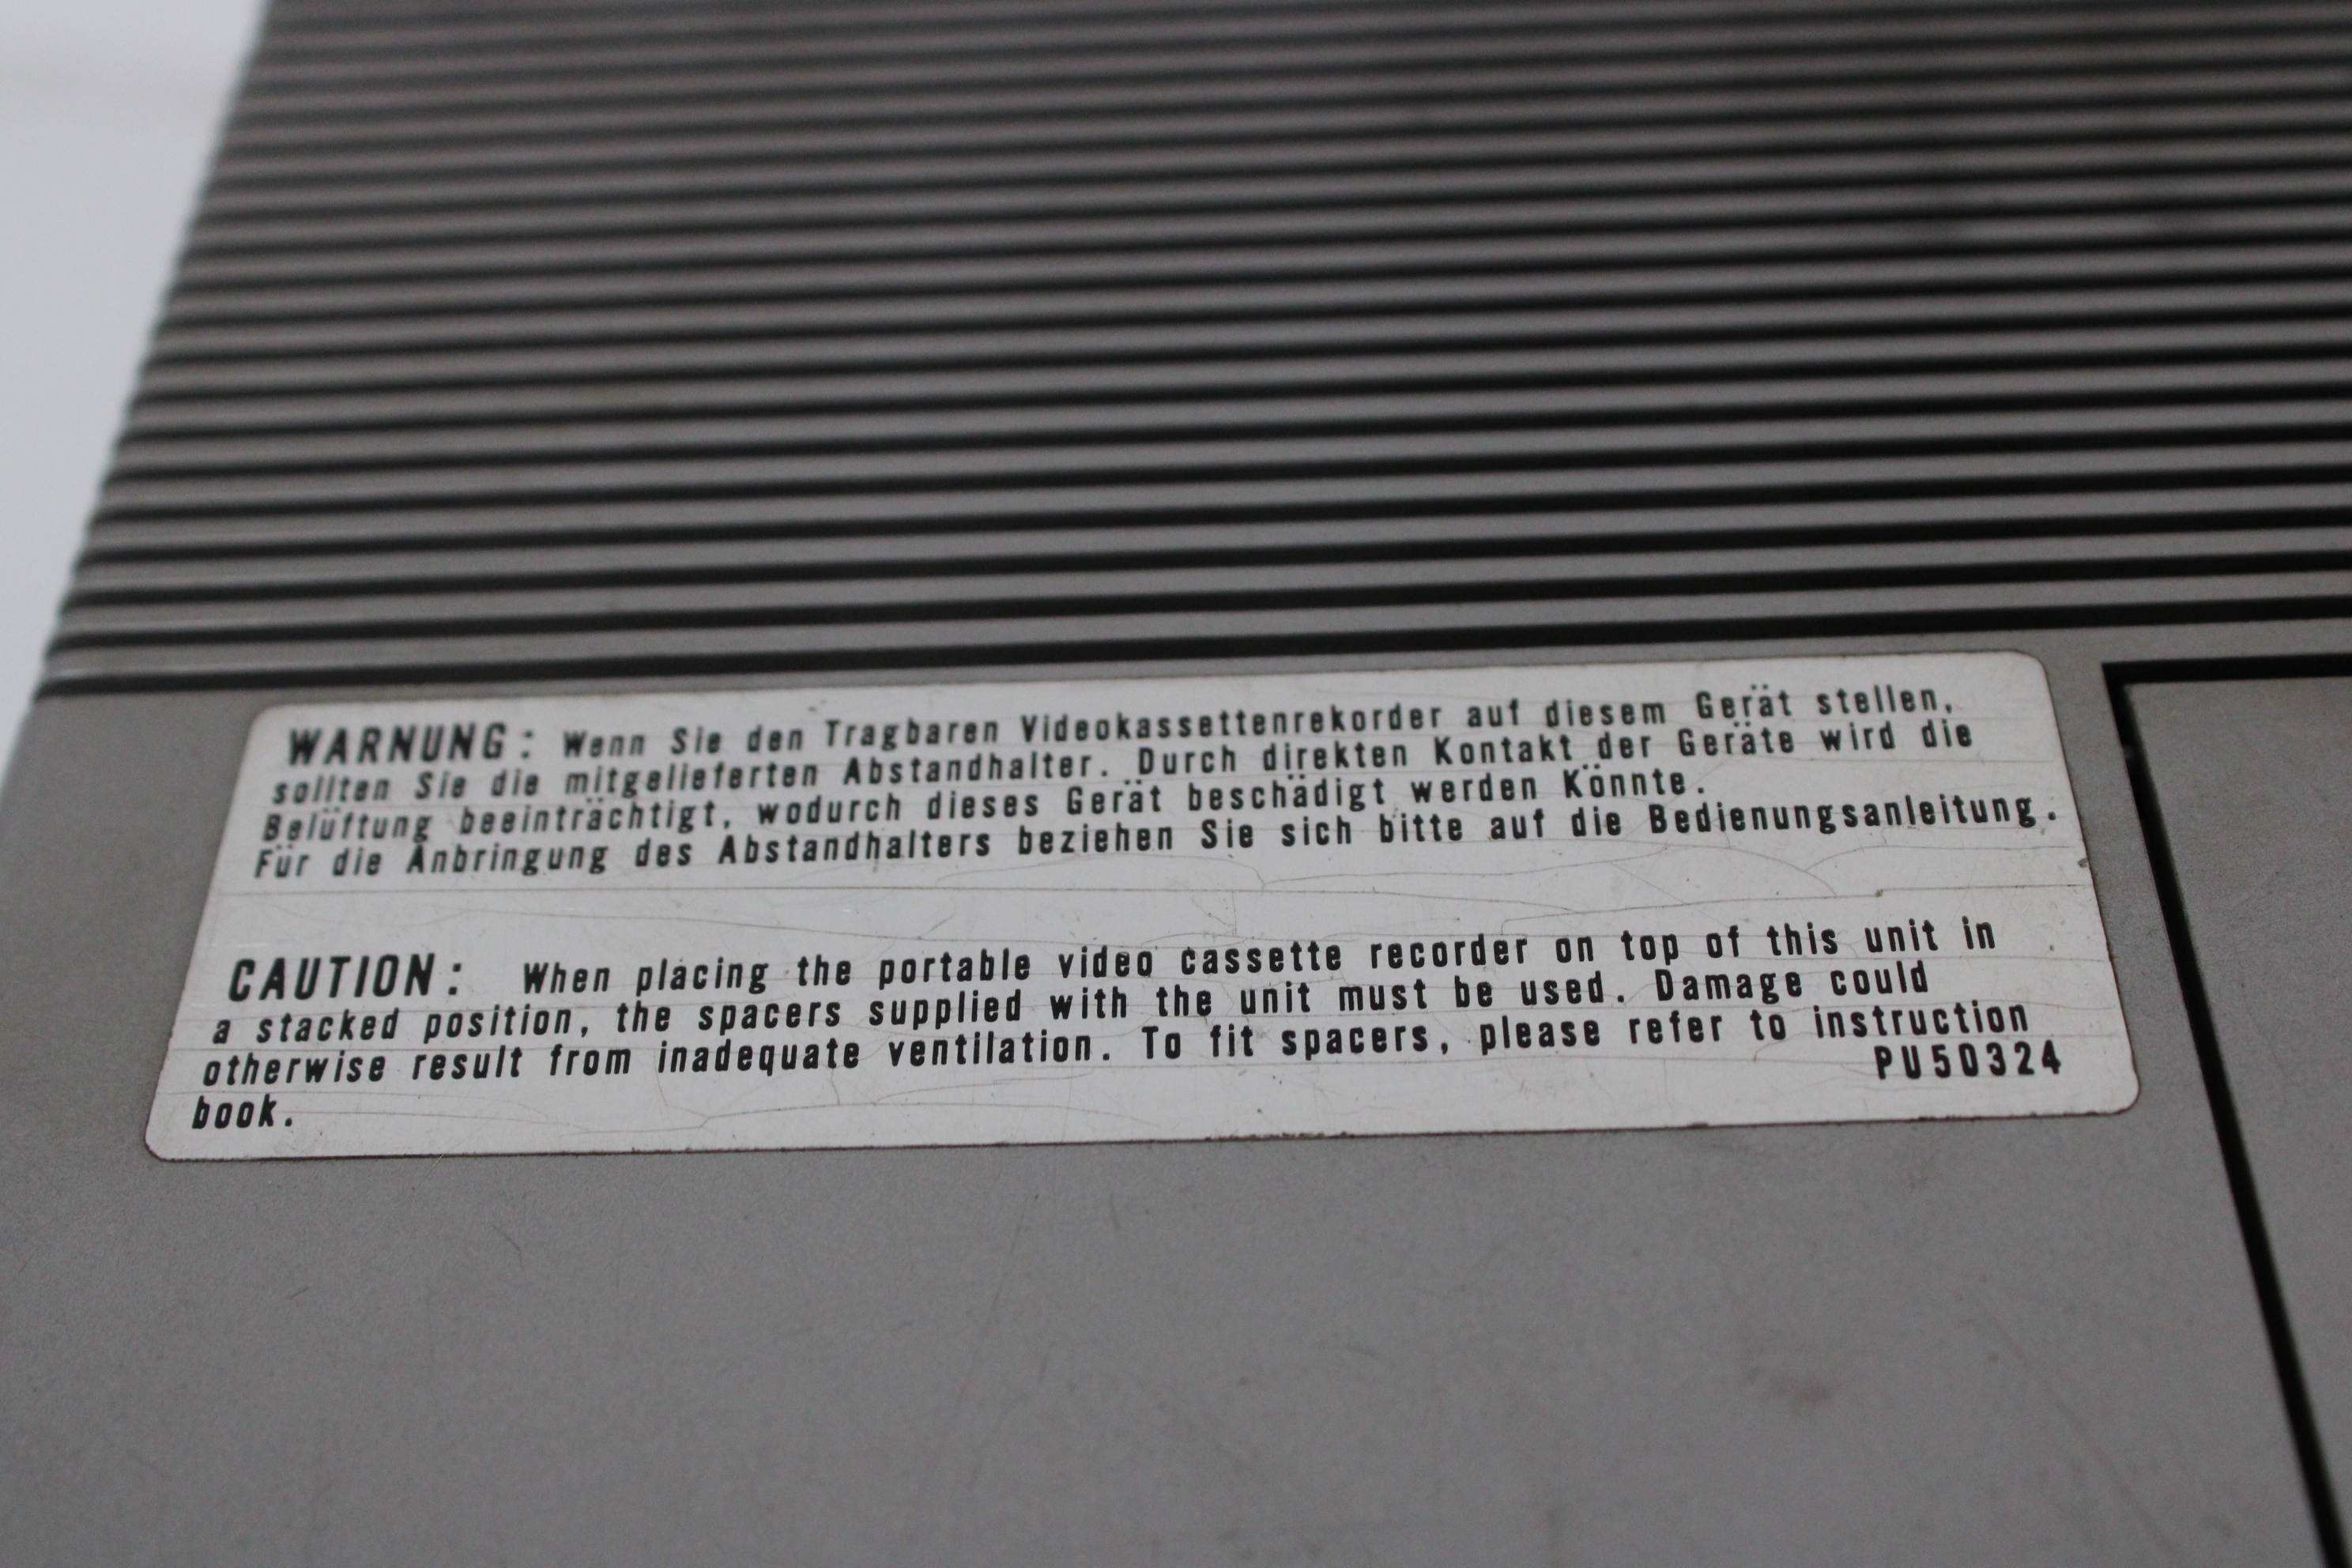 WARNUNG: Wenn Sie den Tragbaren Videokassettenrekorder auf diesem Gerät stellen,
sollten Sie die mitgelieferten Abstandhalter. Durch direkten Kontakt der Geräte wird die
Belüftung beeinträchtigt, wodurch dieses Gerät beschädigt werden Könnte.
Für die Anbringung des Abstandhalters beziehen Sie sich bitte auf die Bedienungsanleitung.
CAUTION: When placing the portable video cassette recorder on top of this unit in
a stacked position, the spacers supplied with the unit must be used. Damage could
otherwise result from inadequate ventilation. To fit spacers, please refer to instruction
book.
PU50324